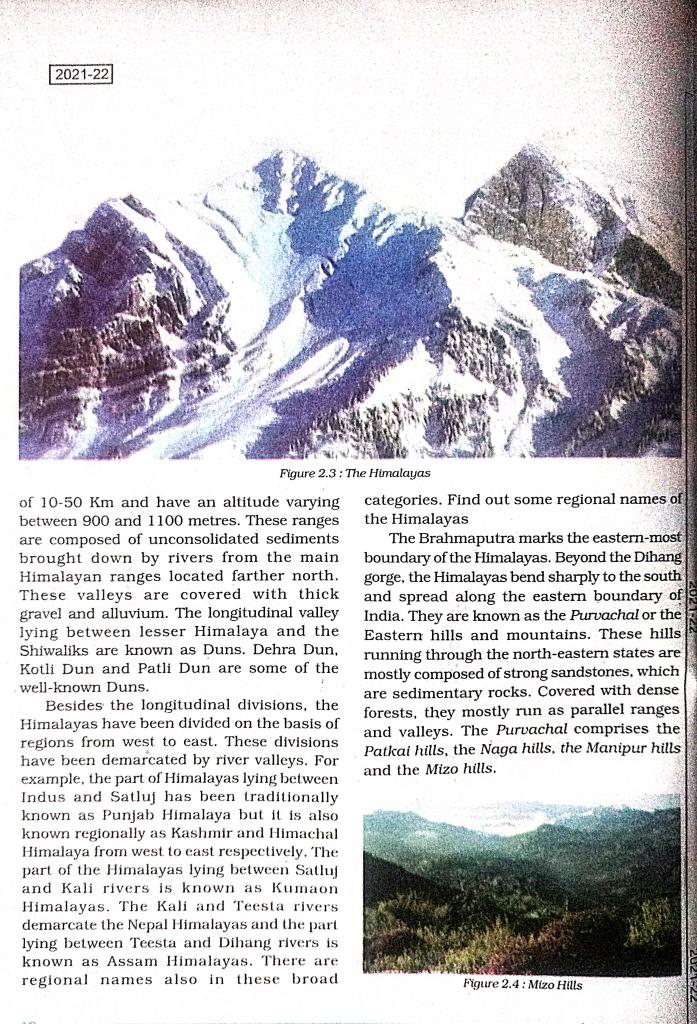 2021-22
Figure 2.3 : The Himalayas
of 10-50 Km and have an altitude varying
between 900 and 1100 metres. These ranges
are composed of unconsolidated sediments
brought down by rivers from the main
Himalayan ranges located farther north.
These valleys are covered with thick
gravel and alluvium. The longitudinal valley
lying between lesser Himalaya and the
Shiwaliks are known as Duns. Dehra Dun,
Kotli Dun and Patli Dun are some of the
well-known Duns.
Besides the longitudinal divisions, the
Himalayas have been divided on the basis of
regions from west to east. These divisions
have been demarcated by river valleys. For
example, the part of Himalayas lying between
Indus and Satluj has been traditionally
known as Punjab Himalaya but it is also
known regionally as Kashmir and Himachal
Himalaya from west to east respectively. The
part of the Himalayas lying between Satluj
and Kali rivers is known as Kumaon
Himalayas. The Kali and Teesta rivers
demarcate the Nepal Himalayas and the part
lying between Teesta and Dihang rivers is
known as Assam Himalayas. There are
regional names also in these broad
categories. Find out some regional names of
the Himalayas
The Brahmaputra marks the eastern-most
boundary of the Himalayas. Beyond the Dihang
gorge, the Himalayas bend sharply to the south
and spread along the eastern boundary of
India. They are known as the Purvachal or the
Eastern hills and mountains. These hills
running through the north-eastern states are
mostly composed of strong sandstones, which
are sedimentary rocks. Covered with dense
forests, they mostly run as parallel ranges
and valleys. The Purvachal comprises the
Patkai hills, the Naga hills, the Manipur hills
and the Mizo hills.
Figure 2.4 : Mizo Hills
2021-22
2021-22